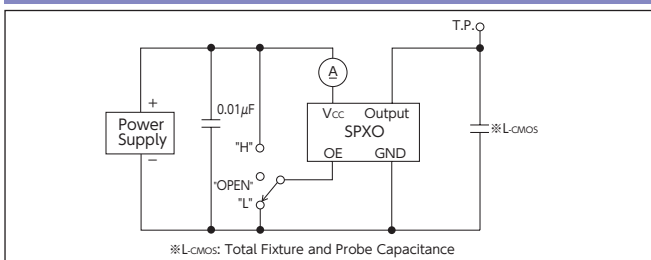 T.P.
A
+
0.01μF
Power
Supply
−
"H"
"OPEN"
"L"
Vcc Output
SPXO
OE GND
※L-CMOS
※L-CMOS: Total Fixture and Probe Capacitance